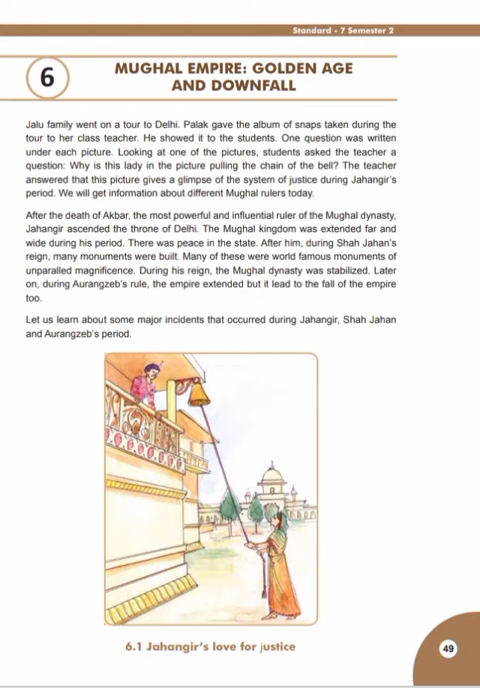 Standard - 7 Semester 2
6
MUGHAL EMPIRE: GOLDEN AGE
AND DOWNFALL
Jalu family went on a tour to Delhi. Palak gave the album of snaps taken during the
tour to her class teacher. He showed it to the students. One question was written
under each picture. Looking at one of the pictures, students asked the teacher a
question: Why is this lady in the picture pulling the chain of the bell? The teacher
answered that this picture gives a glimpse of the system of justice during Jahangir's
period. We will get information about different Mughal rulers today.
After the death of Akbar, the most powerful and influential ruler of the Mughal dynasty,
Jahangir ascended the throne of Delhi. The Mughal kingdom was extended far and
wide during his period. There was peace in the state. After him, during Shah Jahan's
reign, many monuments were built. Many of these were world famous monuments of
unparalled magnificence. During his reign, the Mughal dynasty was stabilized. Later
on, during Aurangzeb's rule, the empire extended but it lead to the fall of the empire
too.
Let us learn about some major incidents that occurred during Jahangir, Shah Jahan
and Aurangzeb's period.
6.1 Jahangir's love for justice
49